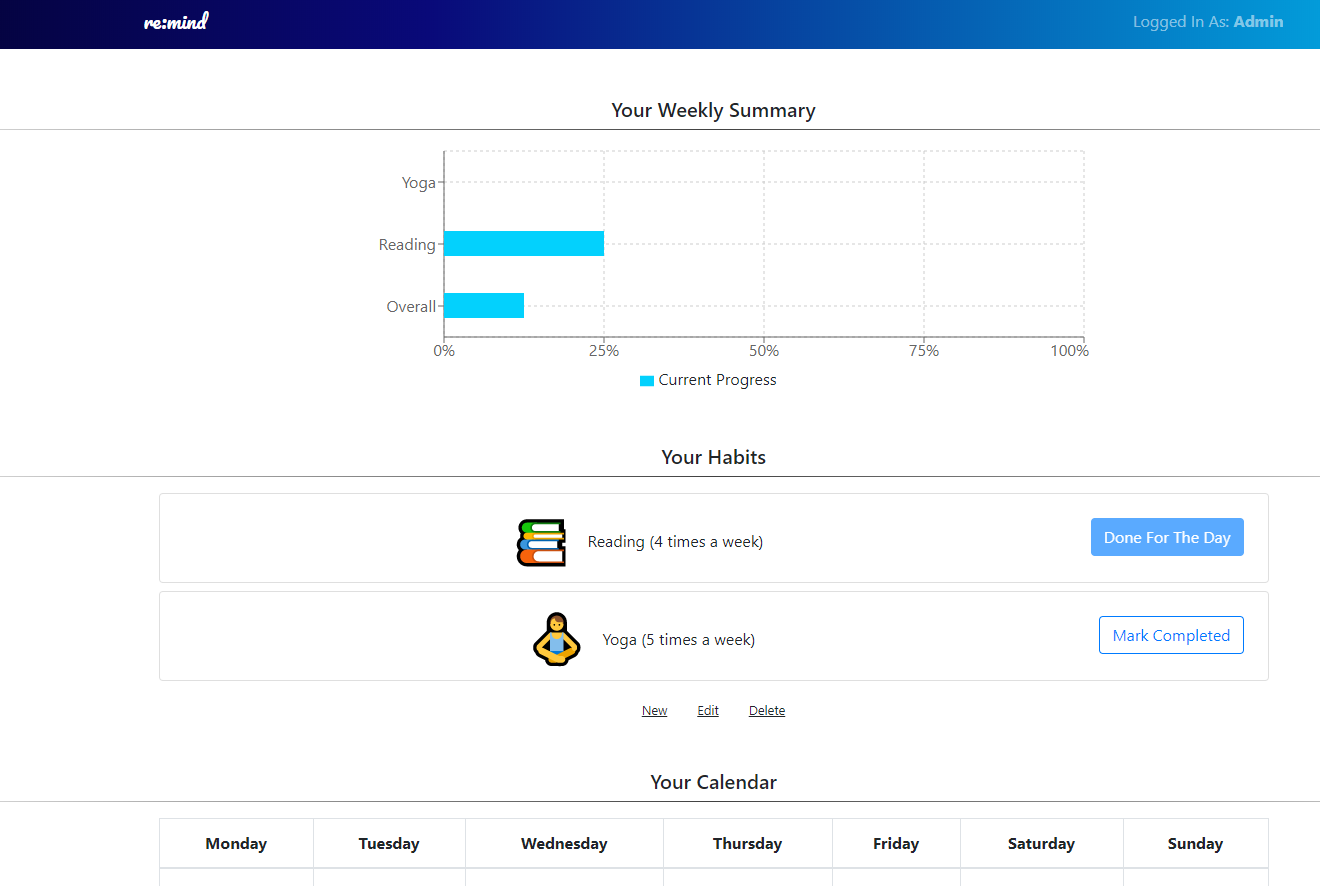 re:mind
Logged In As: Admin
Your Weekly Summary
Yoga
Reading
Overall
0% 25% 50% 75% 100%
Current Progress
Your Habits
Reading (4 times a week)
Done For The Day
Yoga (5 times a week)
Mark Completed
New Edit Delete
Your Calendar
Monday Tuesday Wednesday Thursday Friday Saturday Sunday